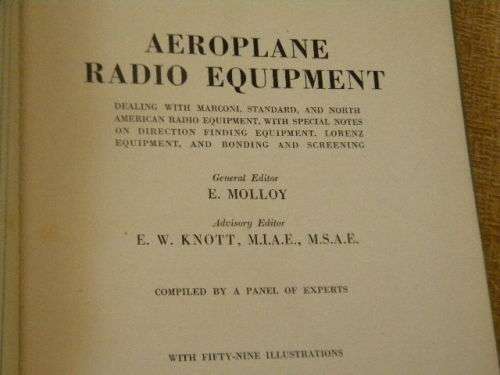 AEROPLANE
RADIO EQUIPMENT
DEALING WITH MARCONI, STANDARD, AND NORTH
AMERICAN RADIO EQUIPMENT, WITH SPECIAL NOTES
ON DIRECTION FINDING EQUIPMENT, LORENZ
EQUIPMENT, AND BONDING AND SCREENING
General Editor
E. MOLLOY
Advisory Editor
E. W. KNOTT, M.I.A.E., M.S.A.E.
COMPILED BY A PANEL OF EXPERTS
WITH FIFTY-NINE ILLUSTRATIONS